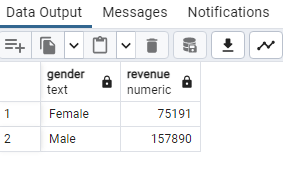 Data Output Messages Notifications
gender revenue
text numeric
1 Female 75191
2 Male 157890